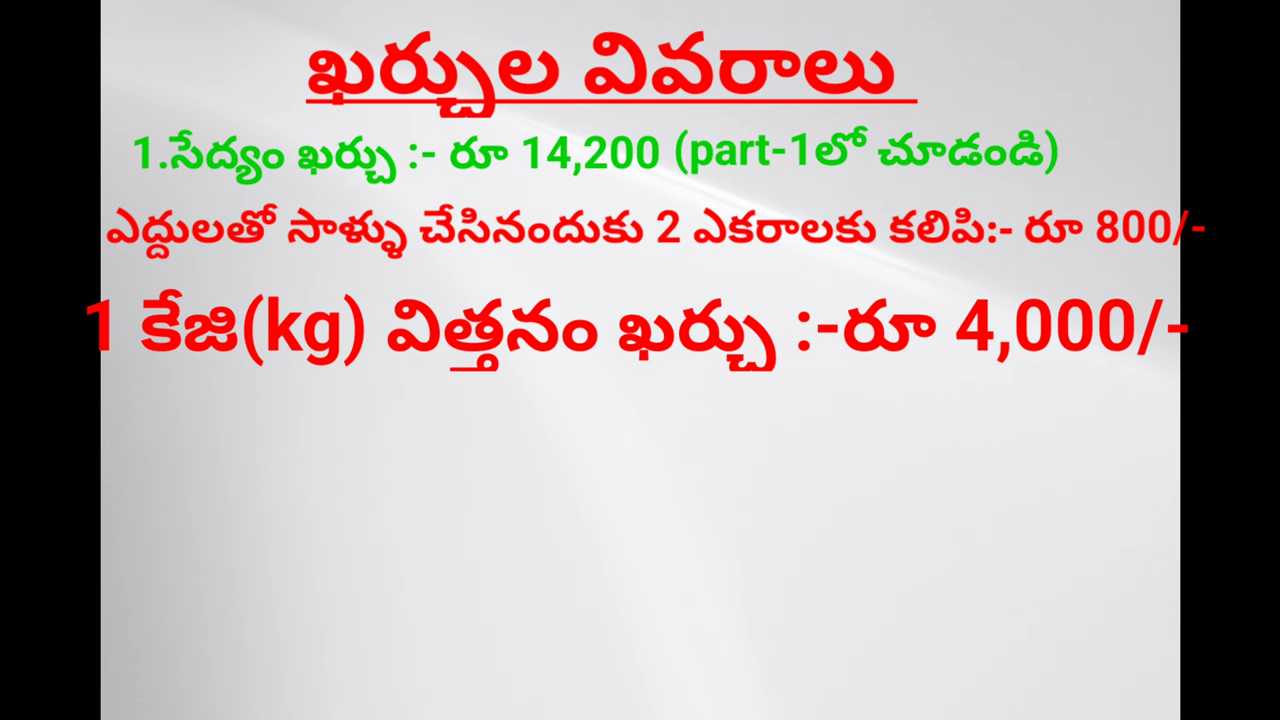 ఖర్చుల వివరాలు
1.సేద్యం ఖర్చు :- రూ 14,200 (part-1లో చూడండి)
ఎద్దులతో సాళ్ళు చేసినందుకు 2 ఎకరాలకు కలిపి:- రూ 800/-
1 కేజి(kg) విత్తనం ఖర్చు :-రూ 4,000/-